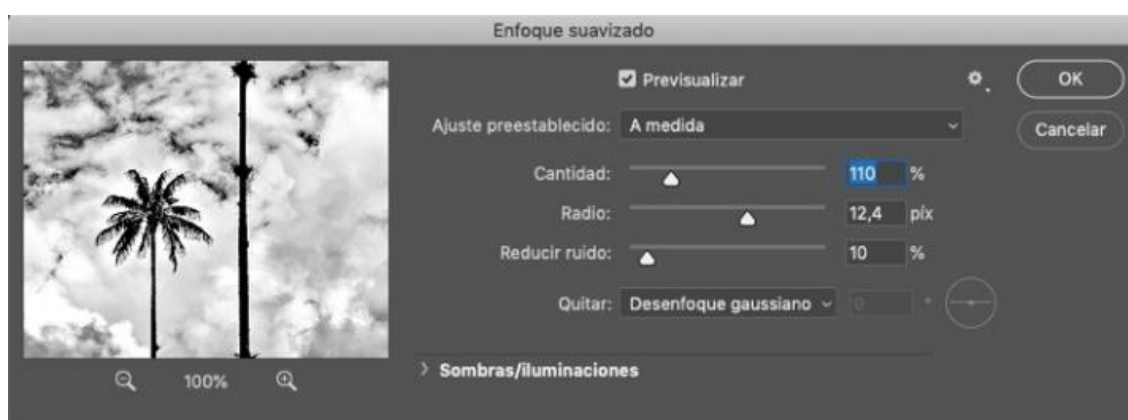 Enfoque suavizado
Previsualizar
OK
Ajuste preestablecido: A medida
Cancelar
Cantidad: 110 %
Radio: 12,4 píx
Reducir ruido: 10 %
Quitar: Desenfoque gaussiano 0 °
Sombras/iluminaciones
100%